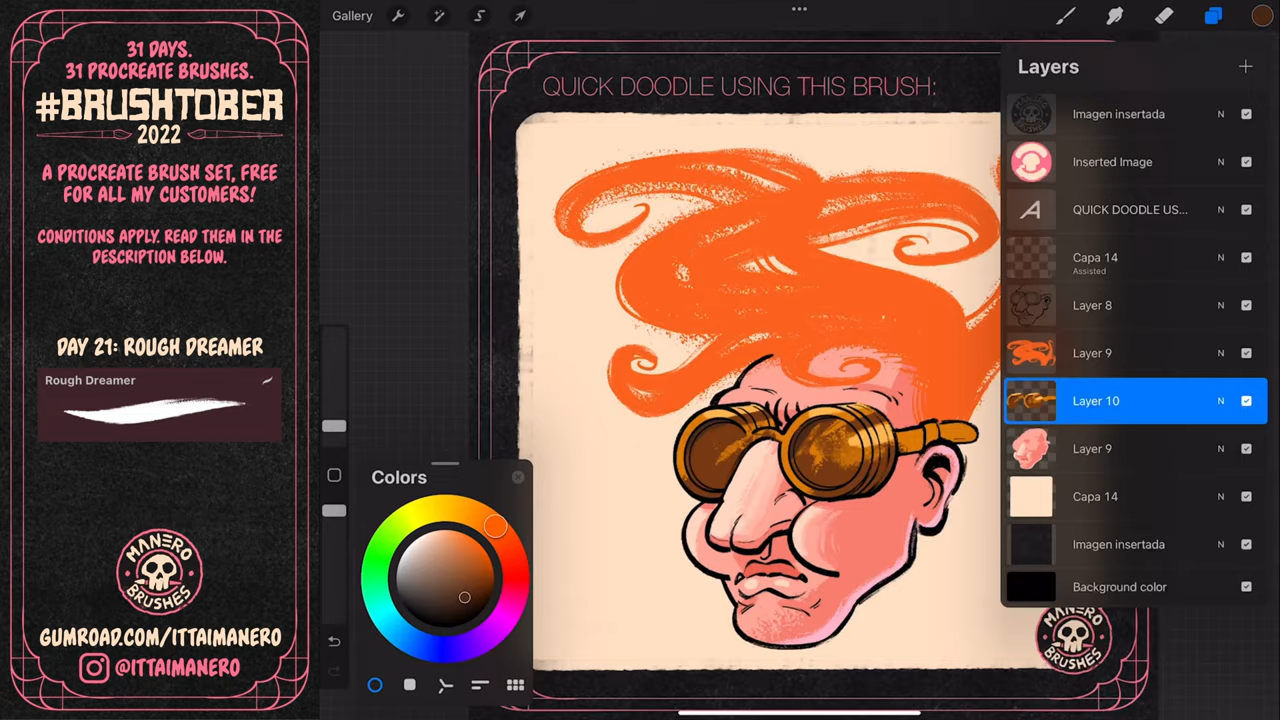 31 DAYS.
31 PROCREATE BRUSHES.
#BRUSHTOBER
2022
A PROCREATE BRUSH SET, FREE
FOR ALL MY CUSTOMERS!
CONDITIONS APPLY. READ THEM IN THE
DESCRIPTION BELOW.
DAY 21: ROUGH DREAMER
Rough Dreamer
MANERO
BRUSHES
GUMROAD.COM/ITTAIMANERO
@ITTAIMANERO
Gallery
QUICK DOODLE USING THIS BRUSH:
Colors
Layers
Imagen insertada N
Inserted Image N
QUICK DOODLE US... N
Capa 14 N
Assisted
Layer 8 N
Layer 9 N
Layer 10 N
Layer 9 N
Capa 14 N
Imagen insertada N
Background color
MANERO
BRUSHES